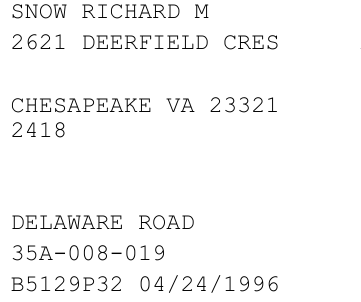 SNOW RICHARD M
2621 DEERFIELD CRES
CHESAPEAKE VA 23321
2418
DELAWARE ROAD
35A-008-019
B5129P32 04/24/1996